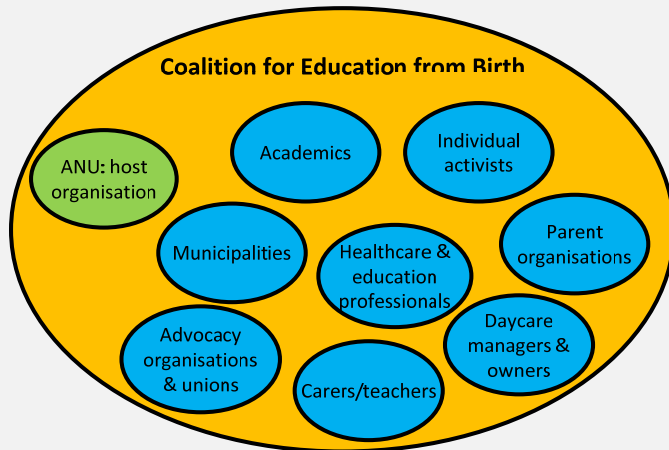 Coalition for Education from Birth
ANU: host
organisation
Academics
Individual
activists
Municipalities
Healthcare &
education
professionals
Parent
organisations
Advocacy
organisations
& unions
Carers/teachers
Daycare
managers &
owners